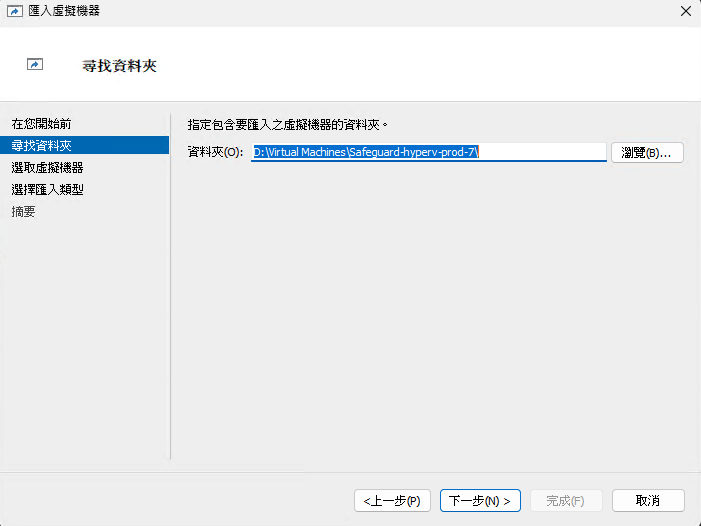 匯入虛擬機器
尋找資料夾
在您開始前
尋找資料夾
選取虛擬機器
選擇匯入類型
摘要
指定包含要匯入之虛擬機器的資料夾。
資料夾(O): D:\Virtual Machines\Safeguard-hyperv-prod-7\ 瀏覽(B)...
<上一步(P) 下一步(N) > 完成(F) 取消